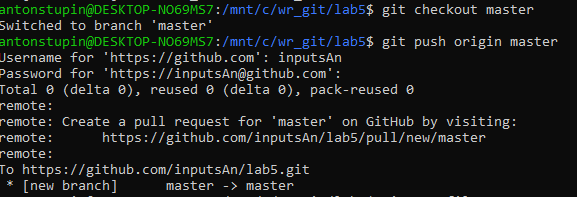 antonstupin@DESKTOP-NO69MS7:/mnt/c/wr_git/lab5$ git checkout master
Switched to branch 'master'
antonstupin@DESKTOP-NO69MS7:/mnt/c/wr_git/lab5$ git push origin master
Username for 'https://github.com': inputsAn
Password for 'https://inputsAn@github.com':
Total 0 (delta 0), reused 0 (delta 0), pack-reused 0
remote:
remote: Create a pull request for 'master' on GitHub by visiting:
remote:      https://github.com/inputsAn/lab5/pull/new/master
remote:
To https://github.com/inputsAn/lab5.git
 * [new branch]      master -> master